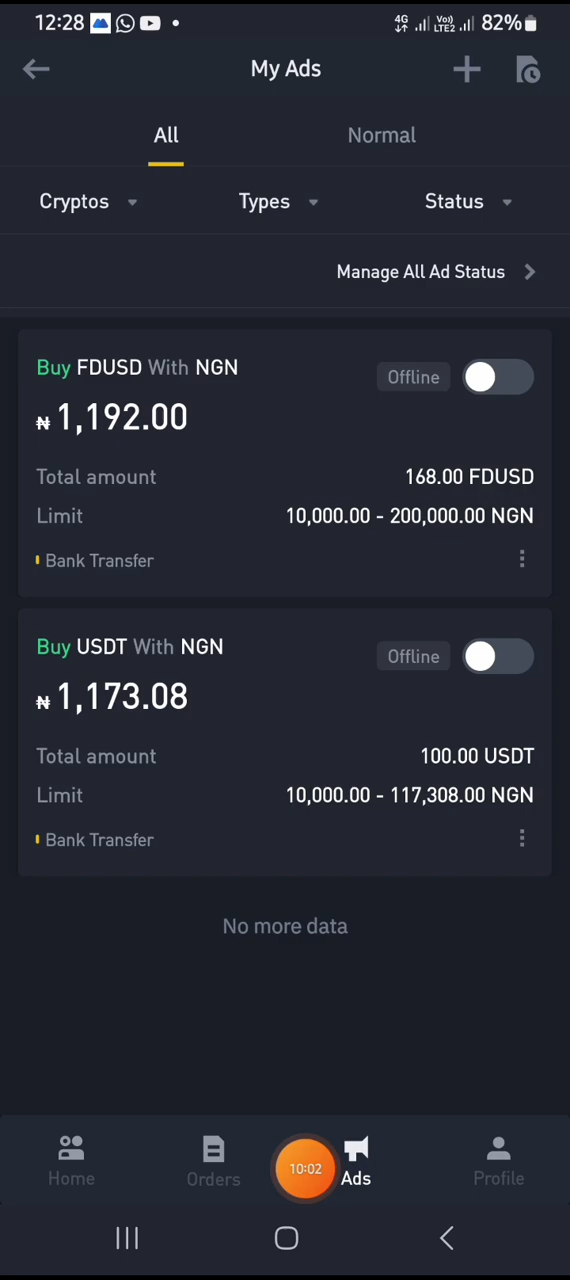 12:28 4G Vo)) LTE2 82%
My Ads
All Normal
Cryptos Types Status
Manage All Ad Status
Buy FDUSD With NGN Offline
₦ 1,192.00
Total amount 168.00 FDUSD
Limit 10,000.00 - 200,000.00 NGN
Bank Transfer
Buy USDT With NGN Offline
₦ 1,173.08
Total amount 100.00 USDT
Limit 10,000.00 - 117,308.00 NGN
Bank Transfer
No more data
Home Orders 10:02 Ads Profile